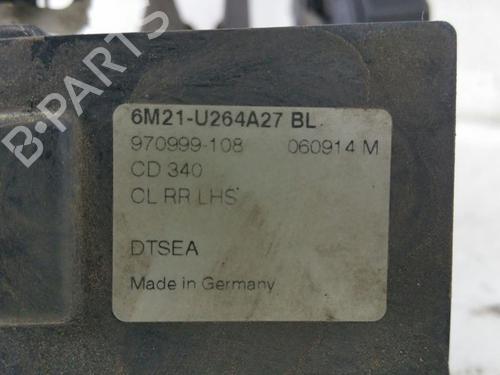 6M21-U264A27 BL
970999-108 060914 M
CD 340
CL RR LHS
DTSEA
Made in Germany
B-PARTS